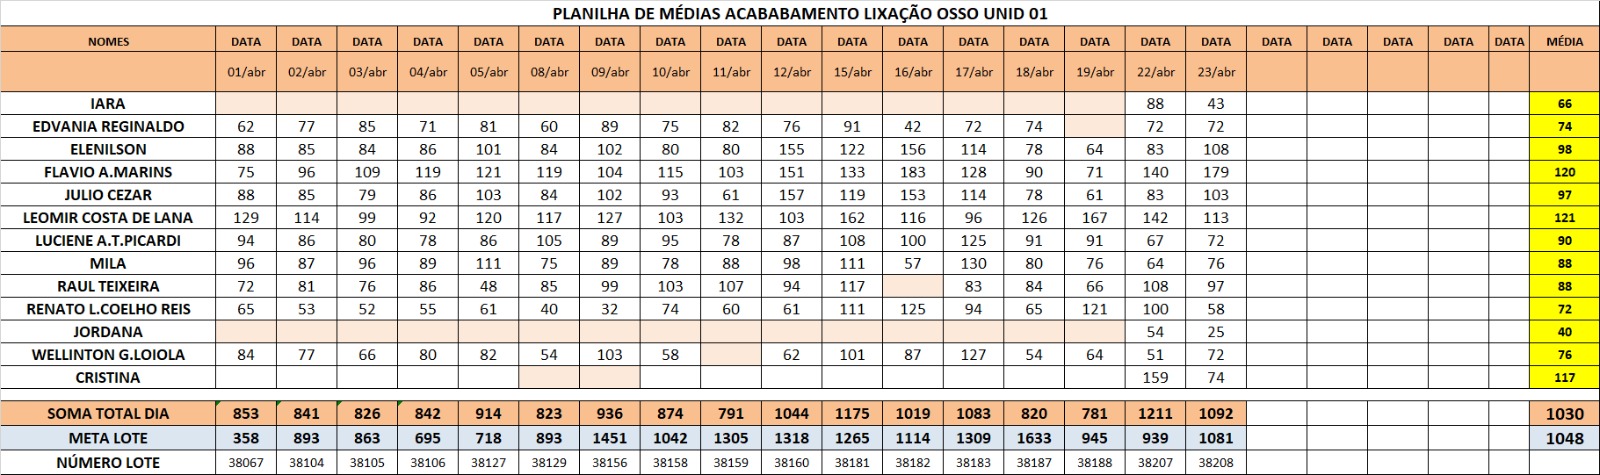 PLANILHA DE MÉDIAS ACABABAMENTO LIXAÇÃO OSSO UNID 01
NOMES DATA DATA DATA DATA DATA DATA DATA DATA DATA DATA DATA DATA DATA DATA DATA DATA DATA DATA DATA DATA DATA DATA MÉDIA
01/abr 02/abr 03/abr 04/abr 05/abr 08/abr 09/abr 10/abr 11/abr 12/abr 15/abr 16/abr 17/abr 18/abr 19/abr 22/abr 23/abr
IARA 88 43 66
EDVANIA REGINALDO 62 77 85 71 81 60 89 75 82 76 91 42 72 74 72 72 74
ELENILSON 88 85 84 86 101 84 102 80 80 155 122 156 114 78 64 83 108 98
FLAVIO A.MARINS 75 96 109 119 121 119 104 115 103 151 133 183 128 90 71 140 179 120
JULIO CEZAR 88 85 79 86 103 84 102 93 61 157 119 153 114 78 61 83 103 97
LEOMIR COSTA DE LANA 129 114 99 92 120 117 127 103 132 103 162 116 96 126 167 142 113 121
LUCIENE A.T.PICARDI 94 86 80 78 86 105 89 95 78 87 108 100 125 91 91 67 72 90
MILA 96 87 96 89 111 75 89 78 88 98 111 57 130 80 76 64 76 88
RAUL TEIXEIRA 72 81 76 86 48 85 99 103 107 94 117 83 84 66 108 97 88
RENATO L.COELHO REIS 65 53 52 55 61 40 32 74 60 61 111 125 94 65 121 100 58 72
JORDANA 54 25 40
WELLINTON G.LOIOLA 84 77 66 80 82 54 103 58 62 101 87 127 54 64 51 72 76
CRISTINA 159 74 117
SOMA TOTAL DIA 853 841 826 842 914 823 936 874 791 1044 1175 1019 1083 820 781 1211 1092 1030
META LOTE 358 893 863 695 718 893 1451 1042 1305 1318 1265 1114 1309 1633 945 939 1081 1048
NÚMERO LOTE 38067 38104 38105 38106 38127 38129 38156 38158 38159 38160 38181 38182 38183 38187 38188 38207 38208